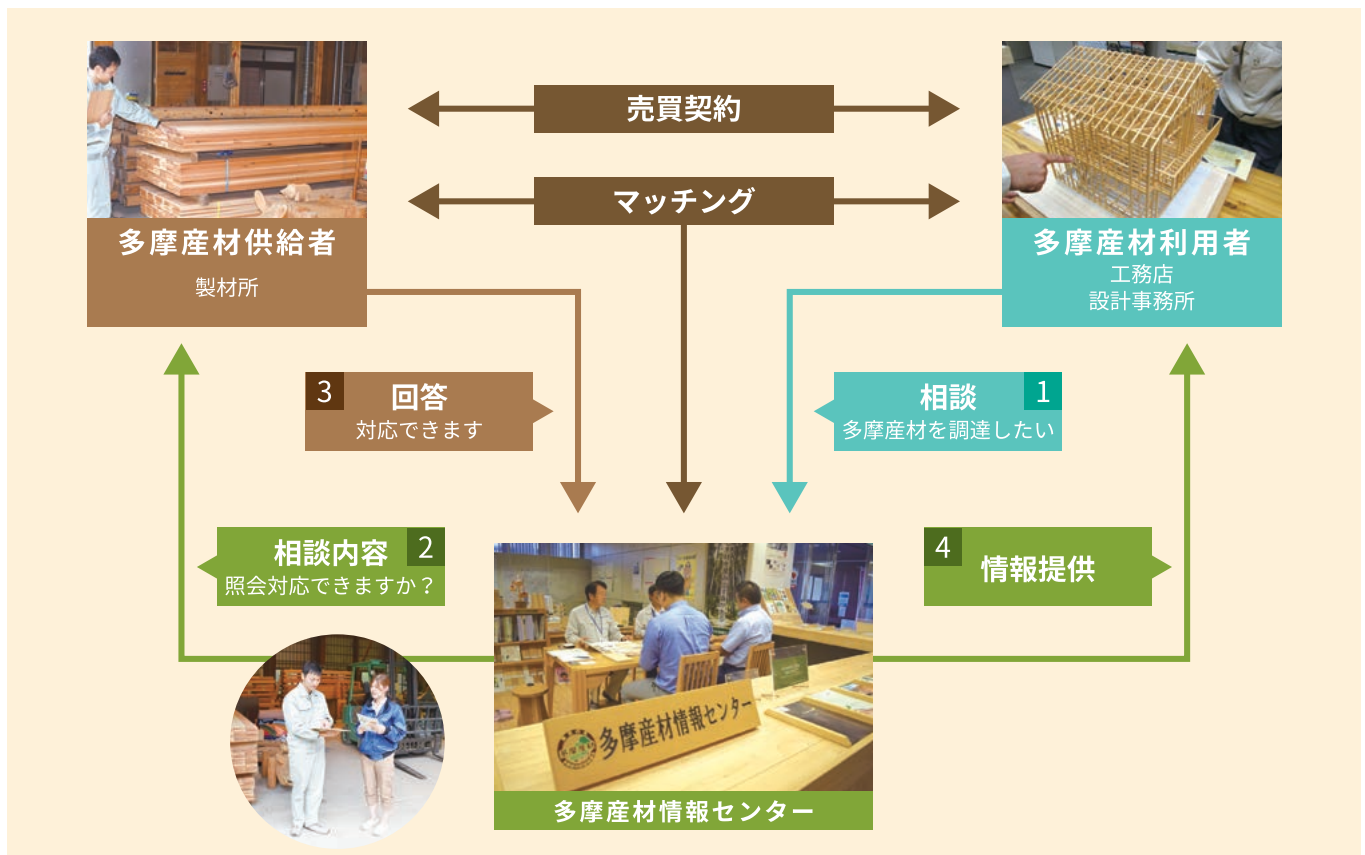 売買契約
マッチング
多摩産材供給者
製材所
多摩産材利用者
工務店
設計事務所
3
回答
対応できます
相談
1
多摩産材を調達したい
相談内容
2
照会対応できますか？
4
情報提供
多摩産材情報センター
多摩産材情報センター